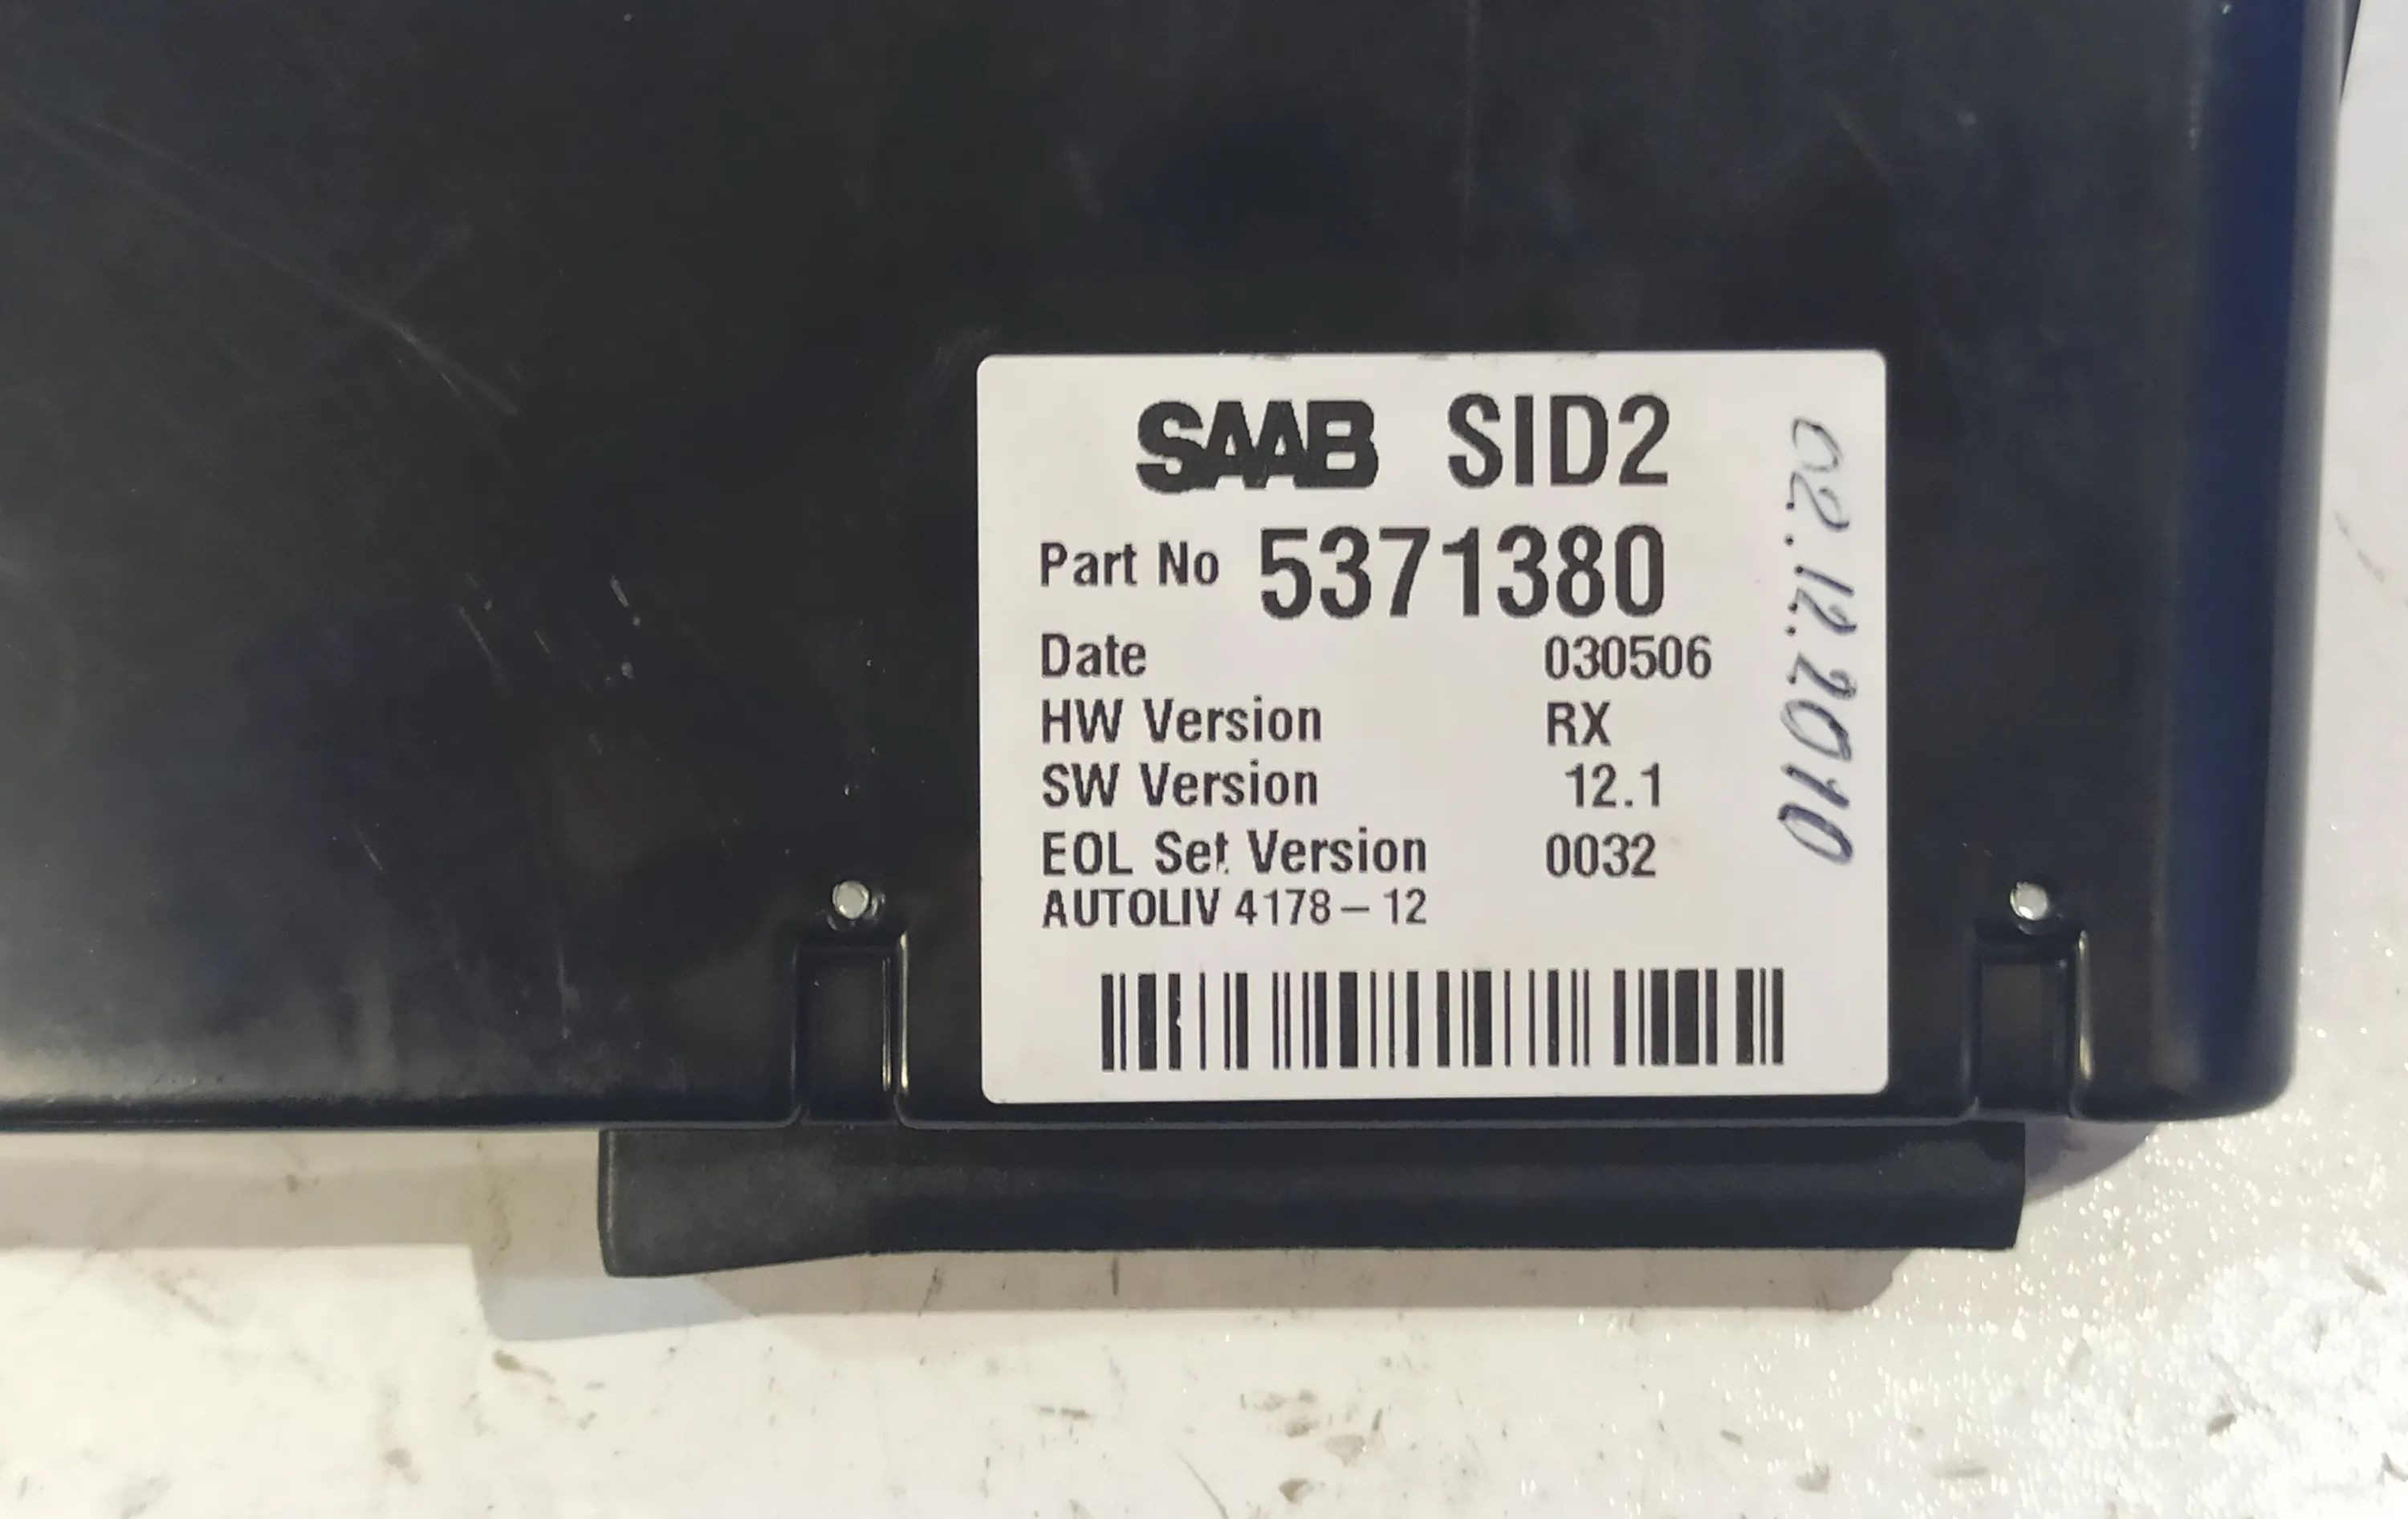 SAAB SID2
Part No 5371380
Date 030506
HW Version RX
SW Version 12.1
EOL Set Version 0032
AUTOLIV 4178-12
02.12.2010